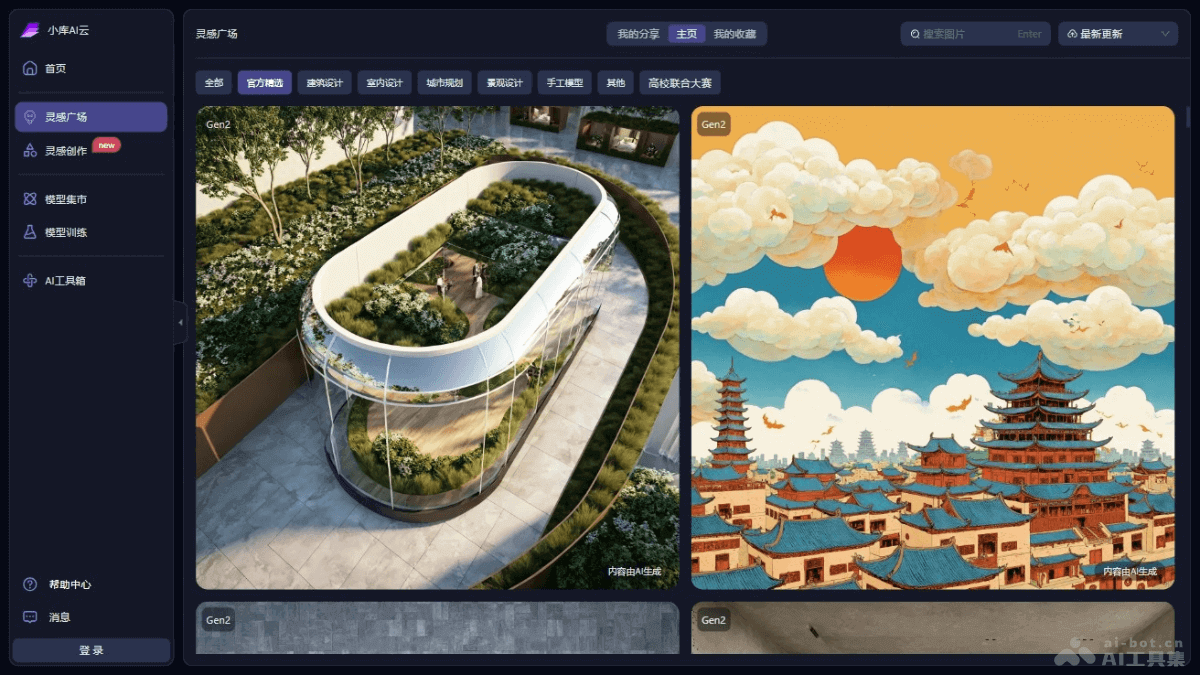 小库AI云
首页
灵感广场
灵感创作
new
模型集市
模型训练
AI工具箱
帮助中心
消息
登 录
灵感广场
我的分享
主页
我的收藏
搜索图片
Enter
最新更新
全部
官方精选
建筑设计
室内设计
城市规划
景观设计
手工模型
其他
高校联合大赛
Gen2
内容由AI生成
Gen2
内容由AI生成
Gen2
Gen2
ai-bot.cn
AI工具集